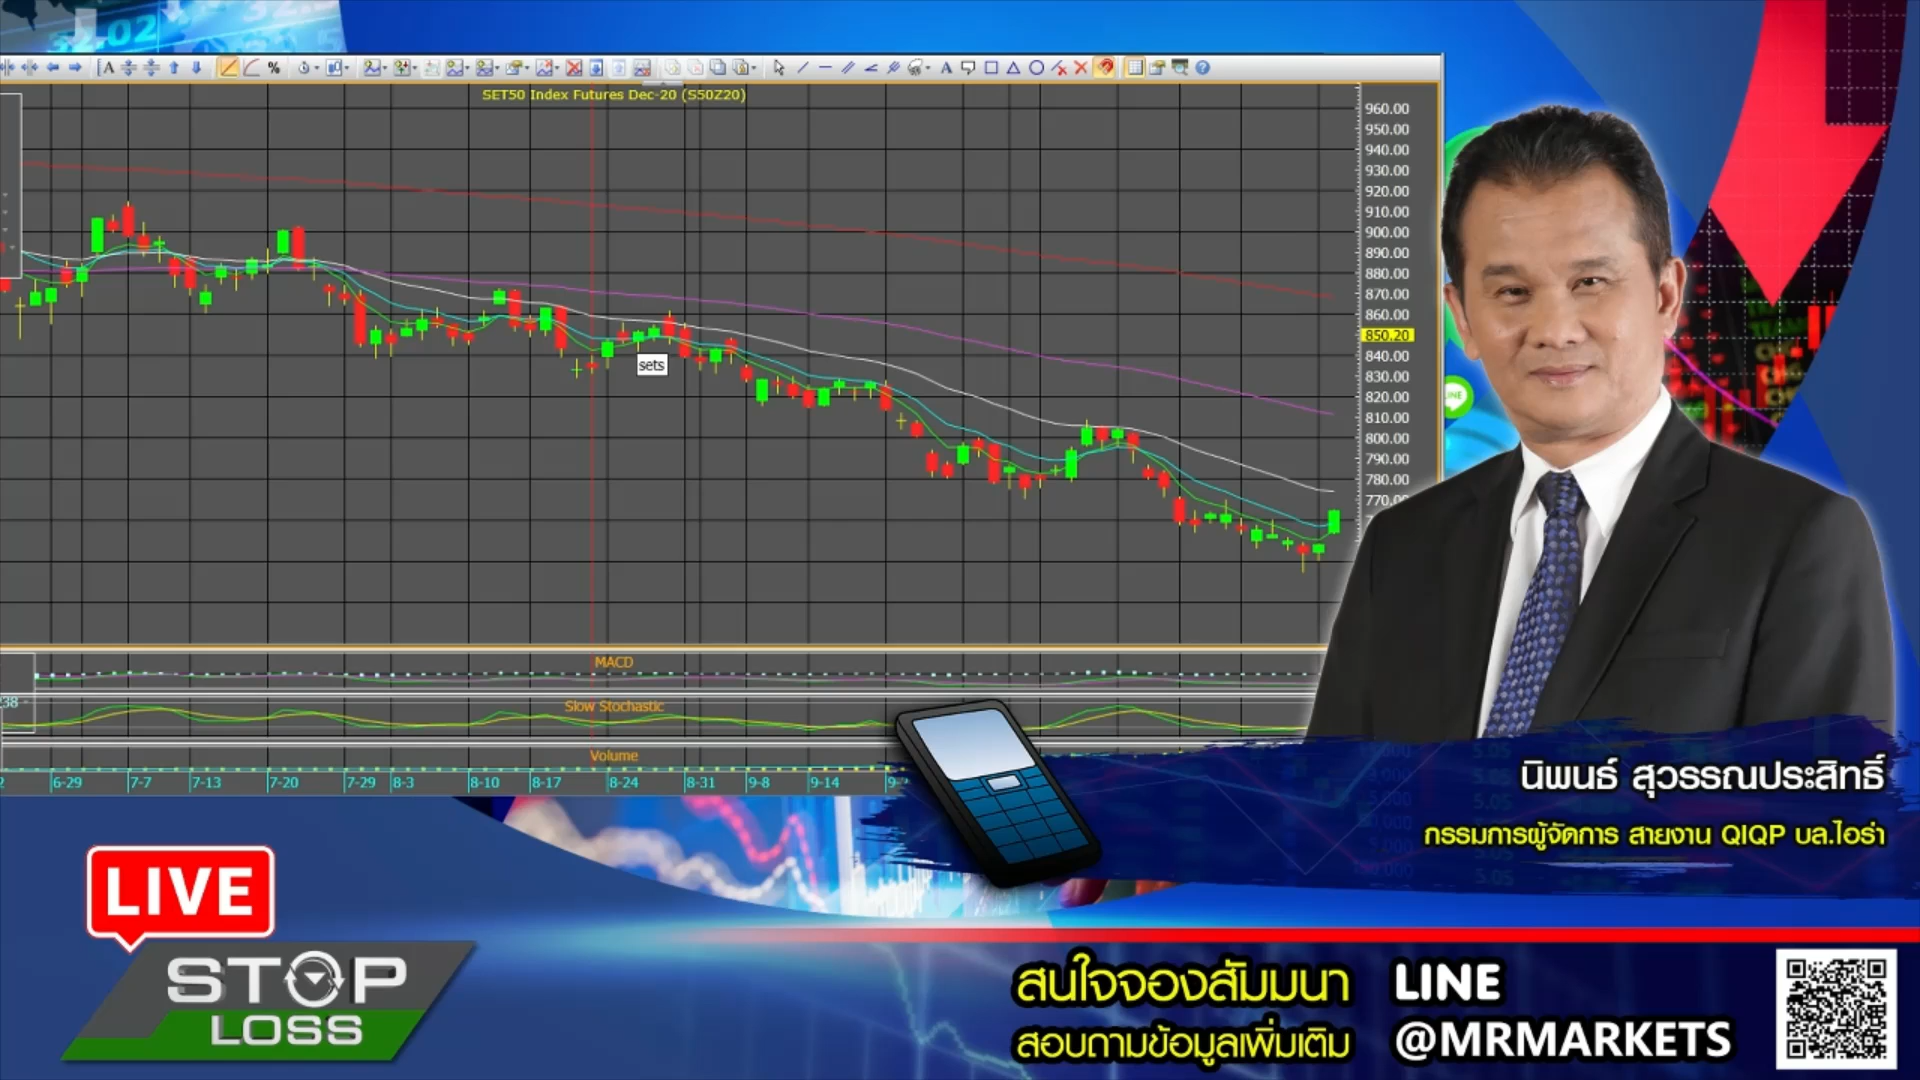 SET50 Index Futures Dec-20 (S50Z20)
960.00
950.00
940.00
930.00
920.00
910.00
900.00
890.00
880.00
870.00
860.00
850.20
840.00
830.00
820.00
810.00
800.00
790.00
780.00
770.00
sets
MACD
Slow Stochastic
Volume
6-29 7-7 7-13 7-20 7-29 8-3 8-10 8-17 8-24 8-31 9-8 9-14
LINE
นิพนธ์ สุวรรณประสิทธิ์
กรรมการผู้จัดการ สายงาน QIQP บล.ไอร่า
LIVE
STOP
LOSS
สนใจจองสัมมนา LINE
สอบถามข้อมูลเพิ่มเติม @MRMARKETS